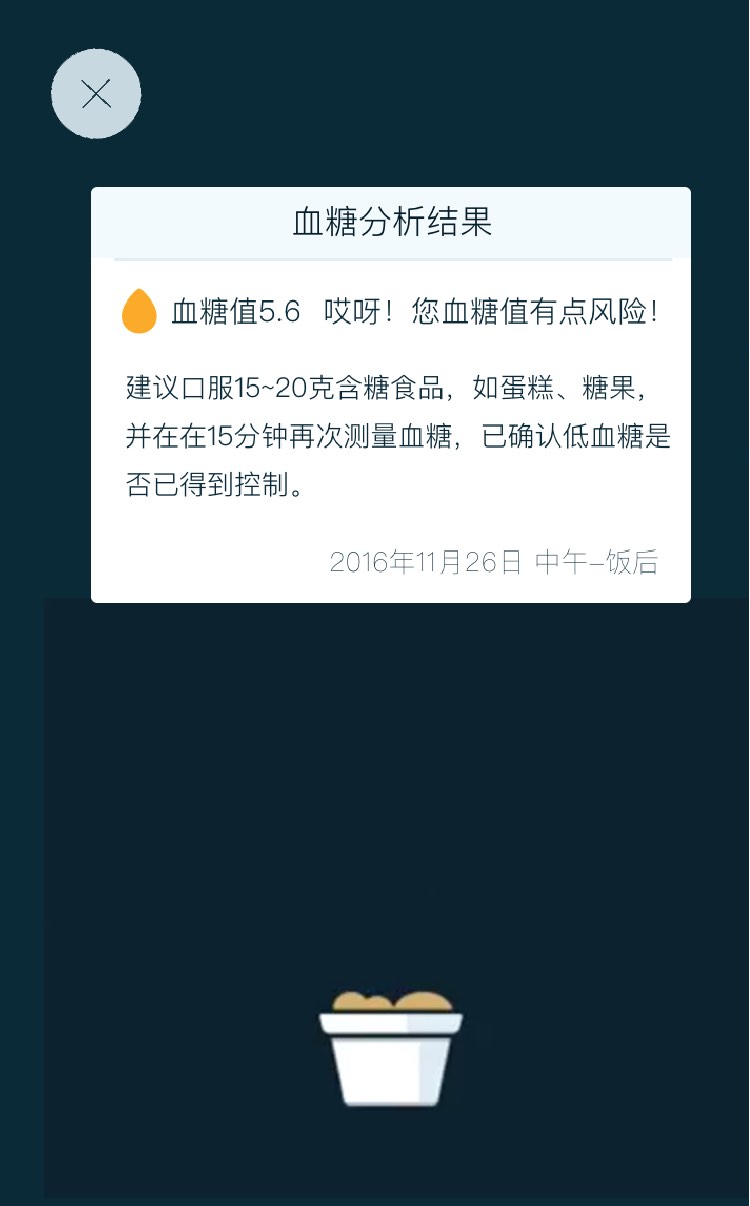 血糖分析结果
血糖值5.6 哎呀！您血糖值有点风险！
建议口服15~20克含糖食品，如蛋糕、糖果，
并在在15分钟再次测量血糖，已确认低血糖是
否已得到控制。
2016年11月26日 中午–饭后